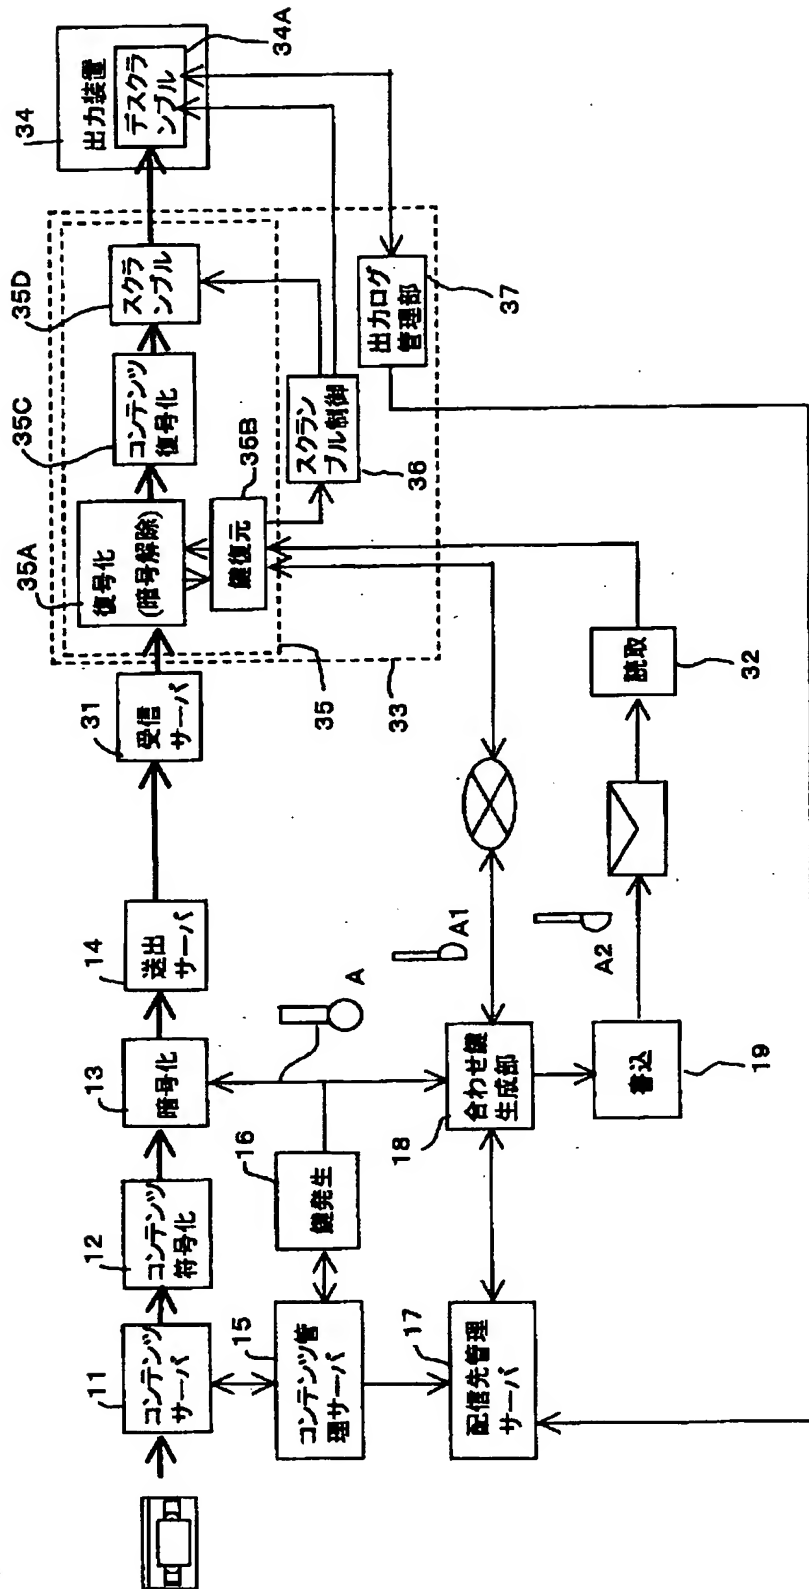 11
コンテンツ
サーバ
12
コンテンツ
符号化
13
暗号化
14
送出
サーバ
31
受信
サーバ
35A
復号化
(暗号解除)
35C
コンテンツ
復号化
35D
スクラ
ンブル
34
出力装置
デスクラ
ンブル
34A
15
コンテンツ管
理サーバ
16
鍵発生
A
35B
鍵復元
スクラン
ブル制御
36
出力ログ
管理部
37
35
33
17
配信先管理
サーバ
18
合わせ鍵
生成部
A1
A2
書込
19
読取
32